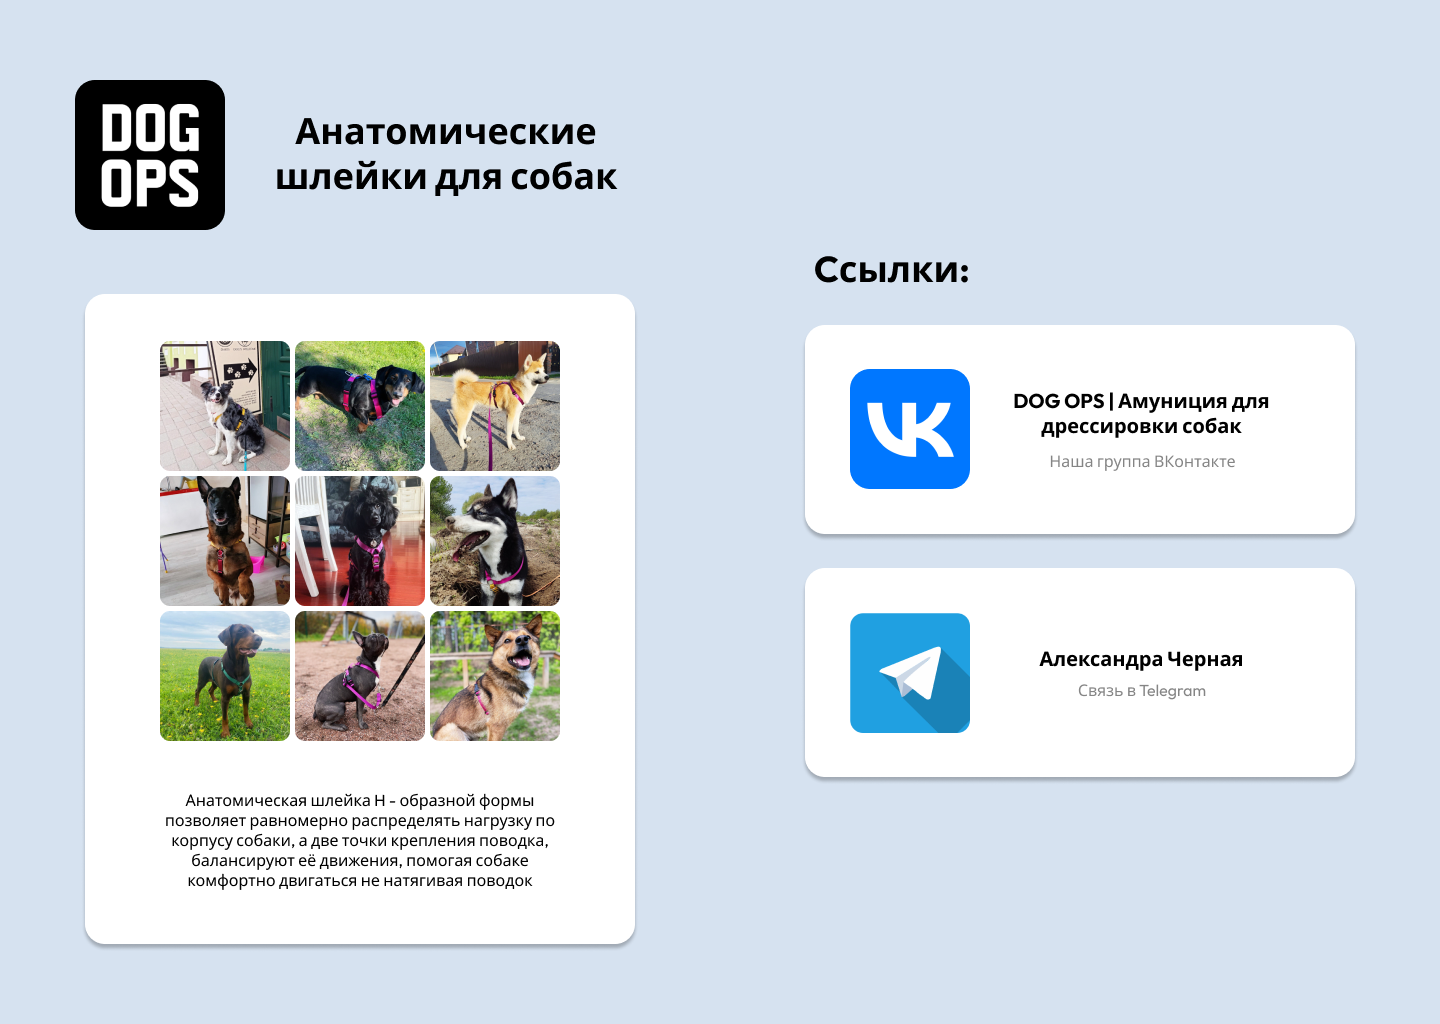 DOG
OPS
Анатомические
шлейки для собак
Анатомическая шлейка Н - образной формы
позволяет равномерно распределять нагрузку по
корпусу собаки, а две точки крепления поводка,
балансируют её движения, помогая собаке
комфортно двигаться не натягивая поводок
Ссылки:
DOG OPS | Амуниция для
дрессировки собак
Наша группа ВКонтакте
Александра Черная
Связь в Telegram